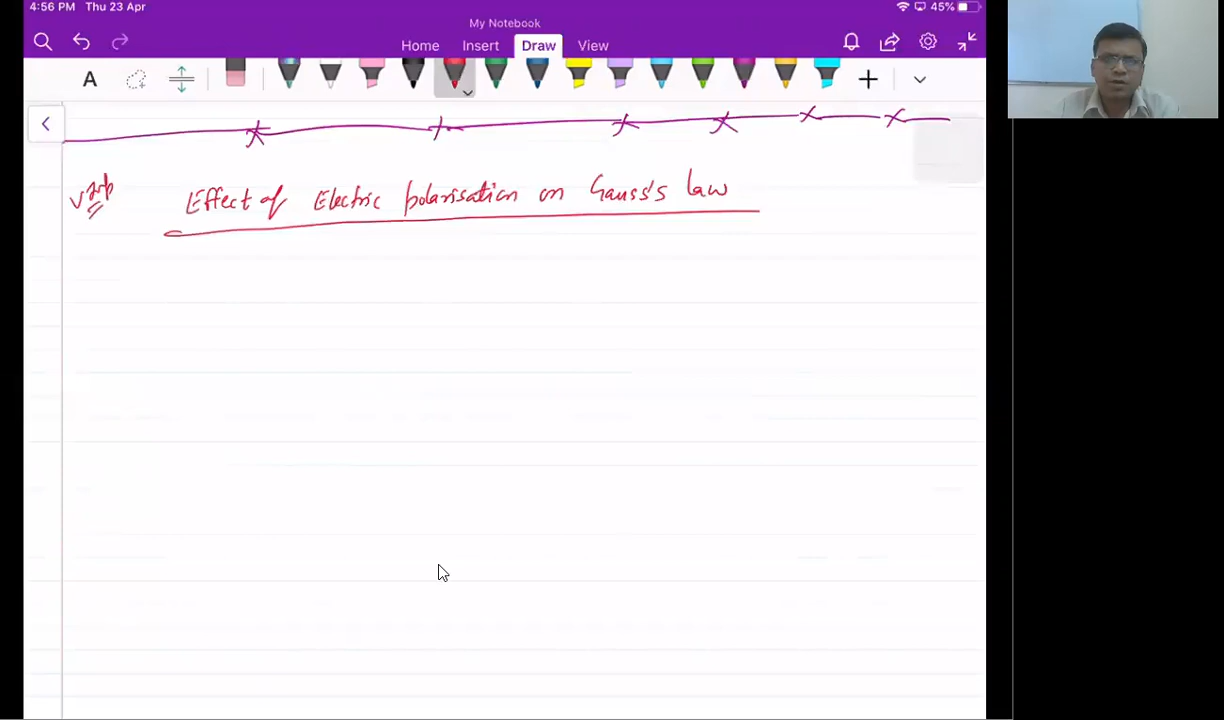 4:56 PM Thu 23 Apr
45%
My Notebook
Home Insert Draw View
A
Effect of Electric polarisation on Gauss's law